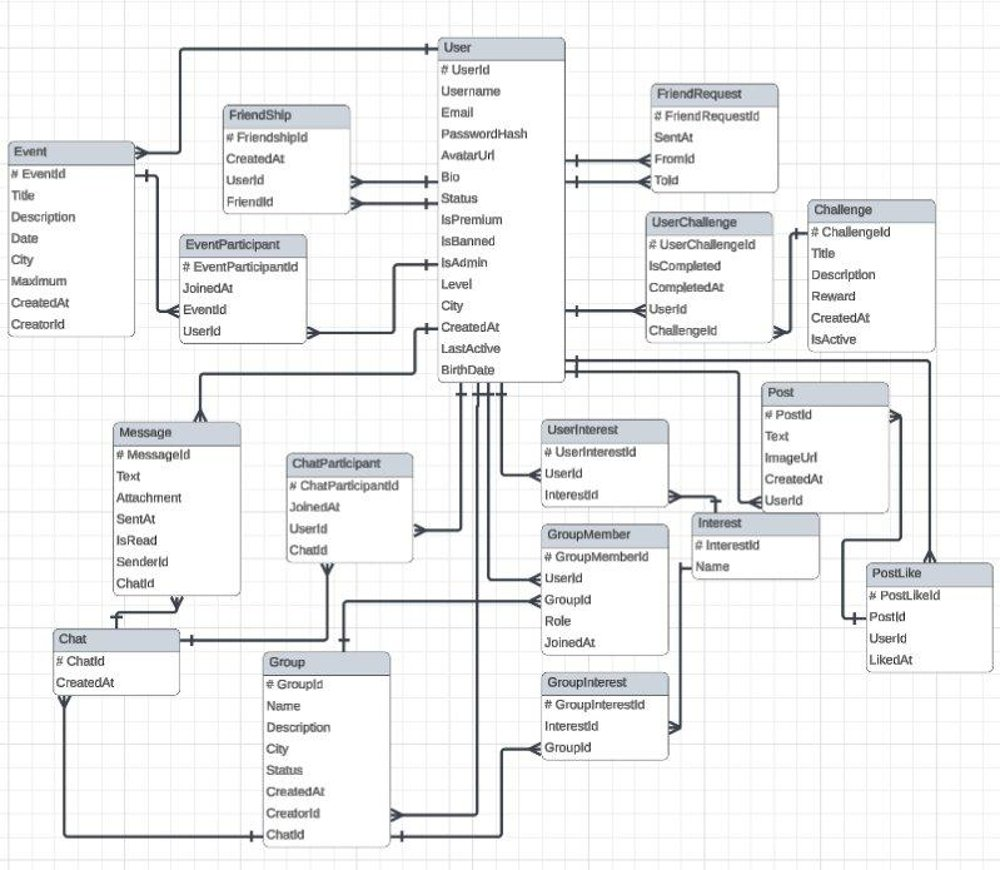 User
# UserId
Username
Email
PasswordHash
AvatarUrl
Bio
Status
IsPremium
IsBanned
IsAdmin
Level
City
CreatedAt
LastActive
BirthDate
FriendShip
# FriendshipId
CreatedAt
UserId
FriendId
FriendRequest
# FriendRequestId
SentAt
FromId
ToId
Event
# EventId
Title
Description
Date
City
Maximum
CreatedAt
CreatorId
EventParticipant
# EventParticipantId
JoinedAt
EventId
UserId
UserChallenge
# UserChallengeId
IsCompleted
CompletedAt
UserId
ChallengeId
Challenge
# ChallengeId
Title
Description
Reward
CreatedAt
IsActive
Post
# PostId
Text
ImageUrl
CreatedAt
UserId
Message
# MessageId
Text
Attachment
SentAt
IsRead
SenderId
ChatId
ChatParticipant
# ChatParticipantId
JoinedAt
UserId
ChatId
UserInterest
# UserInterestId
UserId
InterestId
Interest
# InterestId
Name
GroupMember
# GroupMemberId
UserId
GroupId
Role
JoinedAt
PostLike
# PostLikeId
PostId
UserId
LikedAt
Chat
# ChatId
CreatedAt
Group
# GroupId
Name
Description
City
Status
CreatedAt
CreatorId
ChatId
GroupInterest
# GroupInterestId
InterestId
GroupId